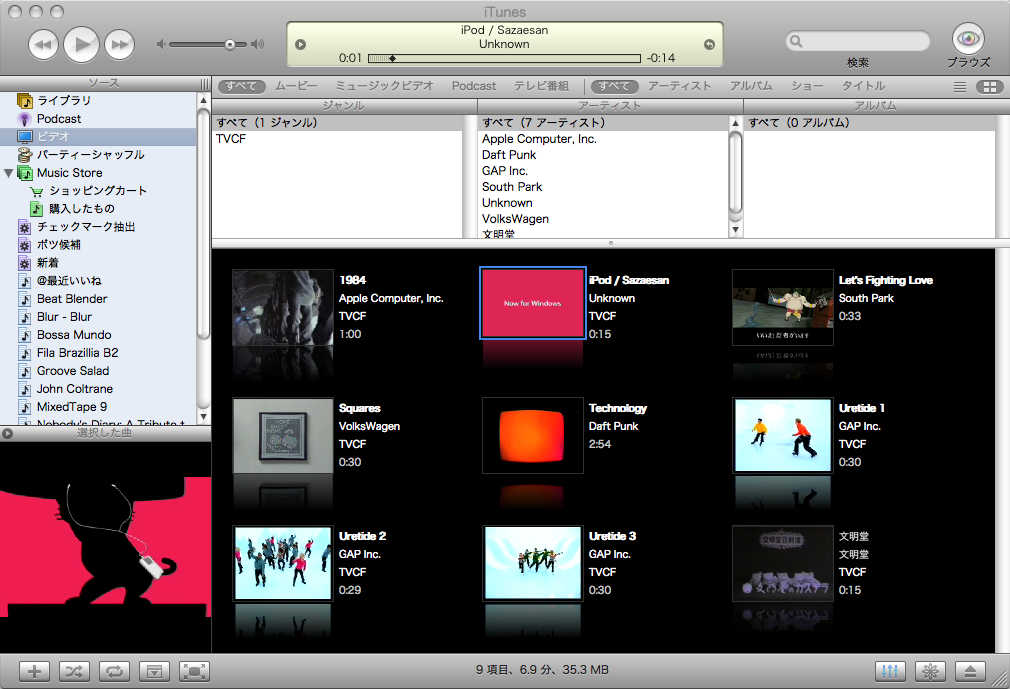 iTunes
iPod / Sazaesan
Unknown
0:01
-0:14
検索
ブラウズ
ソース
すべて ムービー ミュージックビデオ Podcast テレビ番組 すべて アーティスト アルバム ショー タイトル
ライブラリ
Podcast
ビデオ
パーティーシャッフル
Music Store
ショッピングカート
購入したもの
チェックマーク抽出
ボツ候補
新着
@最近いいね
Beat Blender
Blur - Blur
Bossa Mundo
Fila Brazillia B2
Groove Salad
John Coltrane
MixedTape 9
Nobody's Diary: A Tribute t
選択した曲
ジャンル
すべて（1 ジャンル）
TVCF
アーティスト
すべて（7 アーティスト）
Apple Computer, Inc.
Daft Punk
GAP Inc.
South Park
Unknown
VolksWagen
文明堂
アルバム
すべて（0 アルバム）
1984
Apple Computer, Inc.
TVCF
1:00
Now for Windows
iPod / Sazaesan
Unknown
TVCF
0:15
いいえ! 忍者がいます
Let's Fighting Love
South Park
0:33
Squares
VolksWagen
TVCF
0:30
Technology
Daft Punk
2:54
Uretide 1
GAP Inc.
TVCF
0:30
Uretide 2
GAP Inc.
TVCF
0:29
Uretide 3
GAP Inc.
TVCF
0:30
文明堂
文明堂
TVCF
0:15
9 項目、6.9 分、35.3 MB